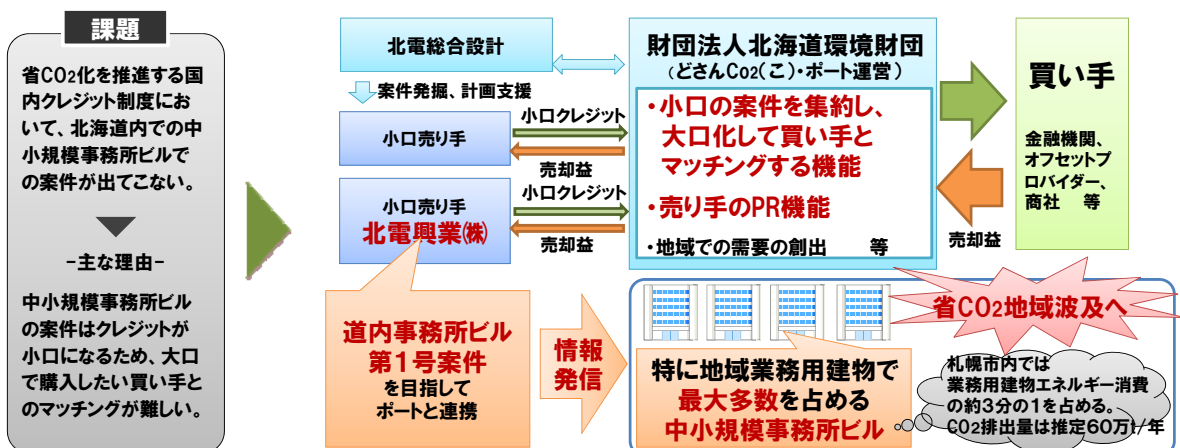 課題
省CO2化を推進する国
内クレジット制度にお
いて、北海道内での中
小規模事務所ビルで
の案件が出てこない。
-主な理由-
中小規模事務所ビル
の案件はクレジットが
小口になるため、大口
で購入したい買い手と
のマッチングが難しい。
北電総合設計
案件発掘、計画支援
小口売り手
小口クレジット
売却益
小口売り手
北電興業㈱
小口クレジット
売却益
財団法人北海道環境財団
(どさんCo2(こ)・ポート運営)
・小口の案件を集約し、
大口化して買い手と
マッチングする機能
・売り手のPR機能
・地域での需要の創出 等
買い手
金融機関、
オフセットプ
ロバイダー、
商社 等
売却益
道内事務所ビル
第1号案件
を目指して
ポートと連携
情報
発信
特に地域業務用建物で
最大多数を占める
中小規模事務所ビル
省CO2地域波及へ
札幌市内では
業務用建物エネルギー消費
の約3分の1を占める。
CO2排出量は推定60万t/年